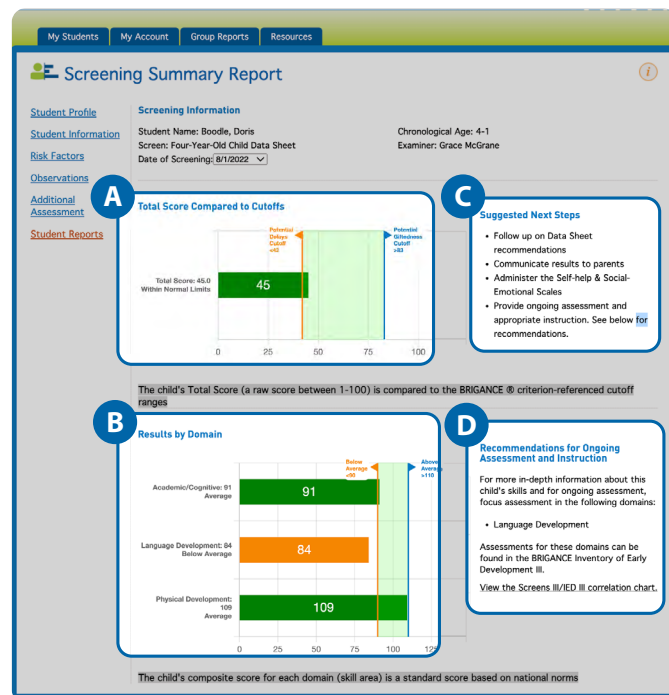 My Students My Account Group Reports Resources
Screening Summary Report
i
Student Profile
Student Information
Risk Factors
Observations
Additional
Assessment
Student Reports
Screening Information
Student Name: Boodle, Doris
Chronological Age: 4-1
Screen: Four-Year-Old Child Data Sheet
Examiner: Grace McGrane
Date of Screening: 8/1/2022
A
Total Score Compared to Cutoffs
Potential
Delays
Cutoff
<42
Potential
Giftedness
Cutoff
>83
Total Score: 45.0
Within Normal Limits
45
0 25 50 75 100
C
Suggested Next Steps
• Follow up on Data Sheet
recommendations
• Communicate results to parents
• Administer the Self-help & Social-
Emotional Scales
• Provide ongoing assessment and
appropriate instruction. See below for
recommendations.
The child's Total Score (a raw score between 1-100) is compared to the BRIGANCE ® criterion-referenced cutoff
ranges
B
Results by Domain
Below
Average
<90
Above
Average
>110
Academic/Cognitive: 91
Average
91
Language Development: 84
Below Average
84
Physical Development:
109
Average
109
0 25 50 75 100 125
D
Recommendations for Ongoing
Assessment and Instruction
For more in-depth information about this
child's skills and for ongoing assessment,
focus assessment in the following domains:
• Language Development
Assessments for these domains can be
found in the BRIGANCE Inventory of Early
Development III.
View the Screens III/IED III correlation chart.
The child's composite score for each domain (skill area) is a standard score based on national norms